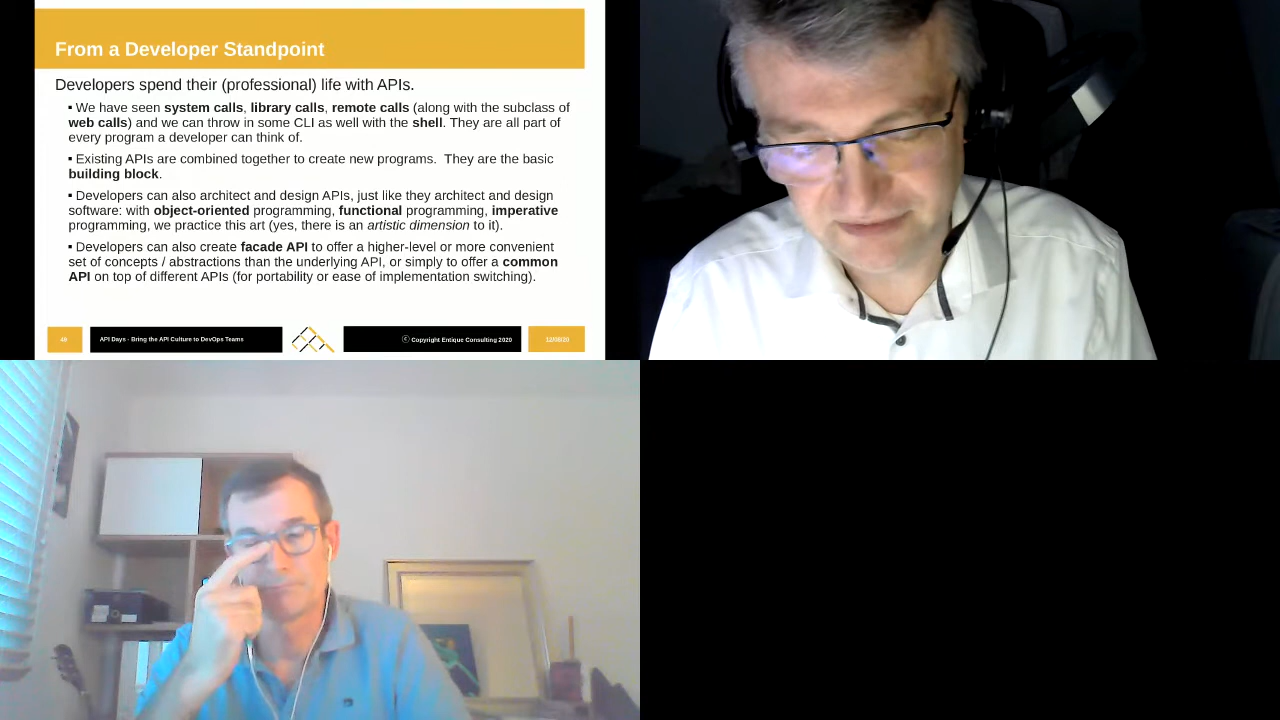 From a Developer Standpoint
Developers spend their (professional) life with APIs.
▪ We have seen system calls, library calls, remote calls (along with the subclass of
web calls) and we can throw in some CLI as well with the shell. They are all part of
every program a developer can think of.
▪ Existing APIs are combined together to create new programs. They are the basic
building block.
▪ Developers can also architect and design APIs, just like they architect and design
software: with object-oriented programming, functional programming, imperative
programming, we practice this art (yes, there is an artistic dimension to it).
▪ Developers can also create facade API to offer a higher-level or more convenient
set of concepts / abstractions than the underlying API, or simply to offer a common
API on top of different APIs (for portability or ease of implementation switching).
API Days - Bring the API Culture to DevOps Teams
© Copyright Entique Consulting 2020